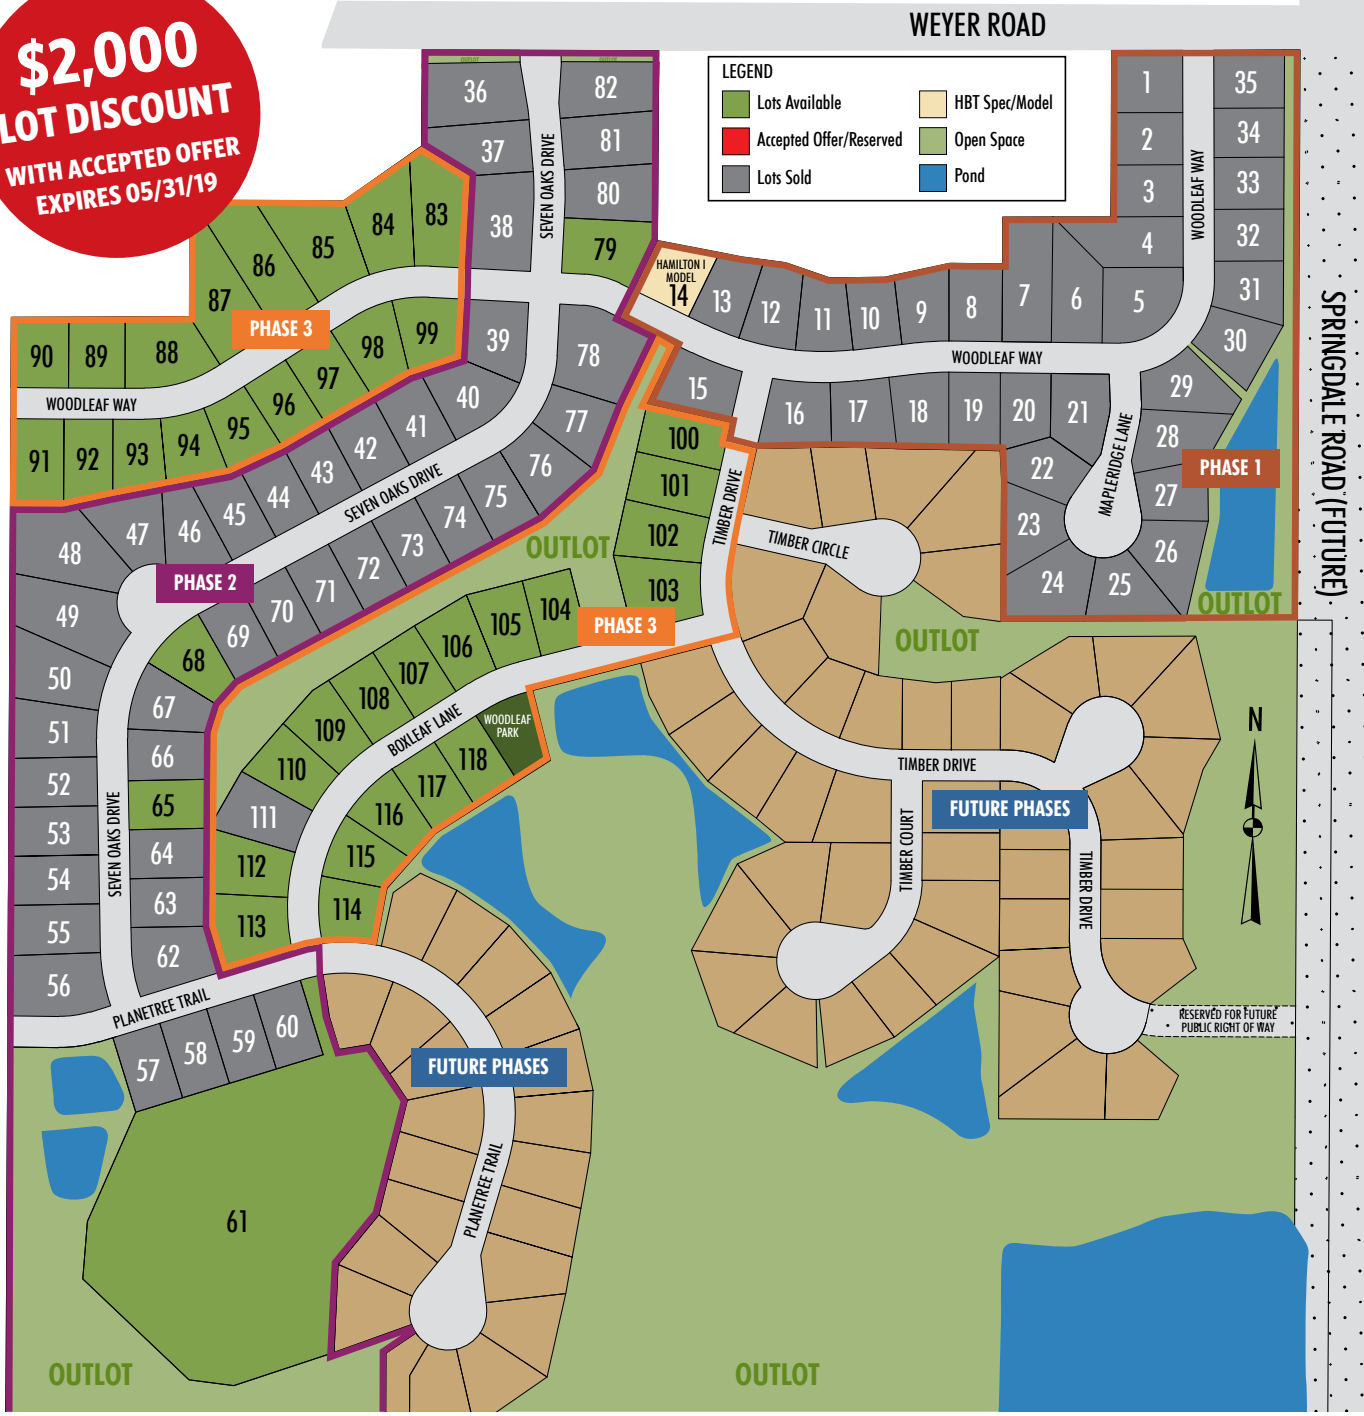 WEYER ROAD
$2,000
LOT DISCOUNT
WITH ACCEPTED OFFER
EXPIRES 05/31/19
LEGEND
Lots Available
Accepted Offer/Reserved
Lots Sold
HBT Spec/Model
Open Space
Pond
OUTLOT
OUTLOT
36
37
38
SEVEN OAKS DRIVE
82
81
80
79
1
2
3
4
5
6
7
8
9
10
11
12
13
HAMILTON I
MODEL
14
WOODLEAF WAY
35
34
33
32
31
30
29
28
27
26
25
24
23
22
21
20
19
18
17
16
15
WOODLEAF WAY
MAPLERIDGE LANE
PHASE 1
OUTLOT
SPRINGDALE ROAD (FUTURE)
83
84
85
86
87
88
89
90
PHASE 3
WOODLEAF WAY
91
92
93
94
95
96
97
98
99
39
40
41
42
43
44
45
46
47
48
49
50
51
52
53
54
55
56
SEVEN OAKS DRIVE
PHASE 2
78
77
76
75
74
73
72
71
70
69
68
67
66
65
64
63
62
SEVEN OAKS DRIVE
100
101
102
103
TIMBER DRIVE
TIMBER CIRCLE
OUTLOT
OUTLOT
PHASE 3
104
105
106
107
108
109
110
111
112
113
BOXLEAF LANE
WOODLEAF
PARK
118
117
116
115
114
TIMBER DRIVE
FUTURE PHASES
TIMBER COURT
TIMBER DRIVE
N
RESERVED FOR FUTURE
PUBLIC RIGHT OF WAY
PLANETREE TRAIL
57
58
59
60
61
FUTURE PHASES
PLANETREE TRAIL
OUTLOT
OUTLOT